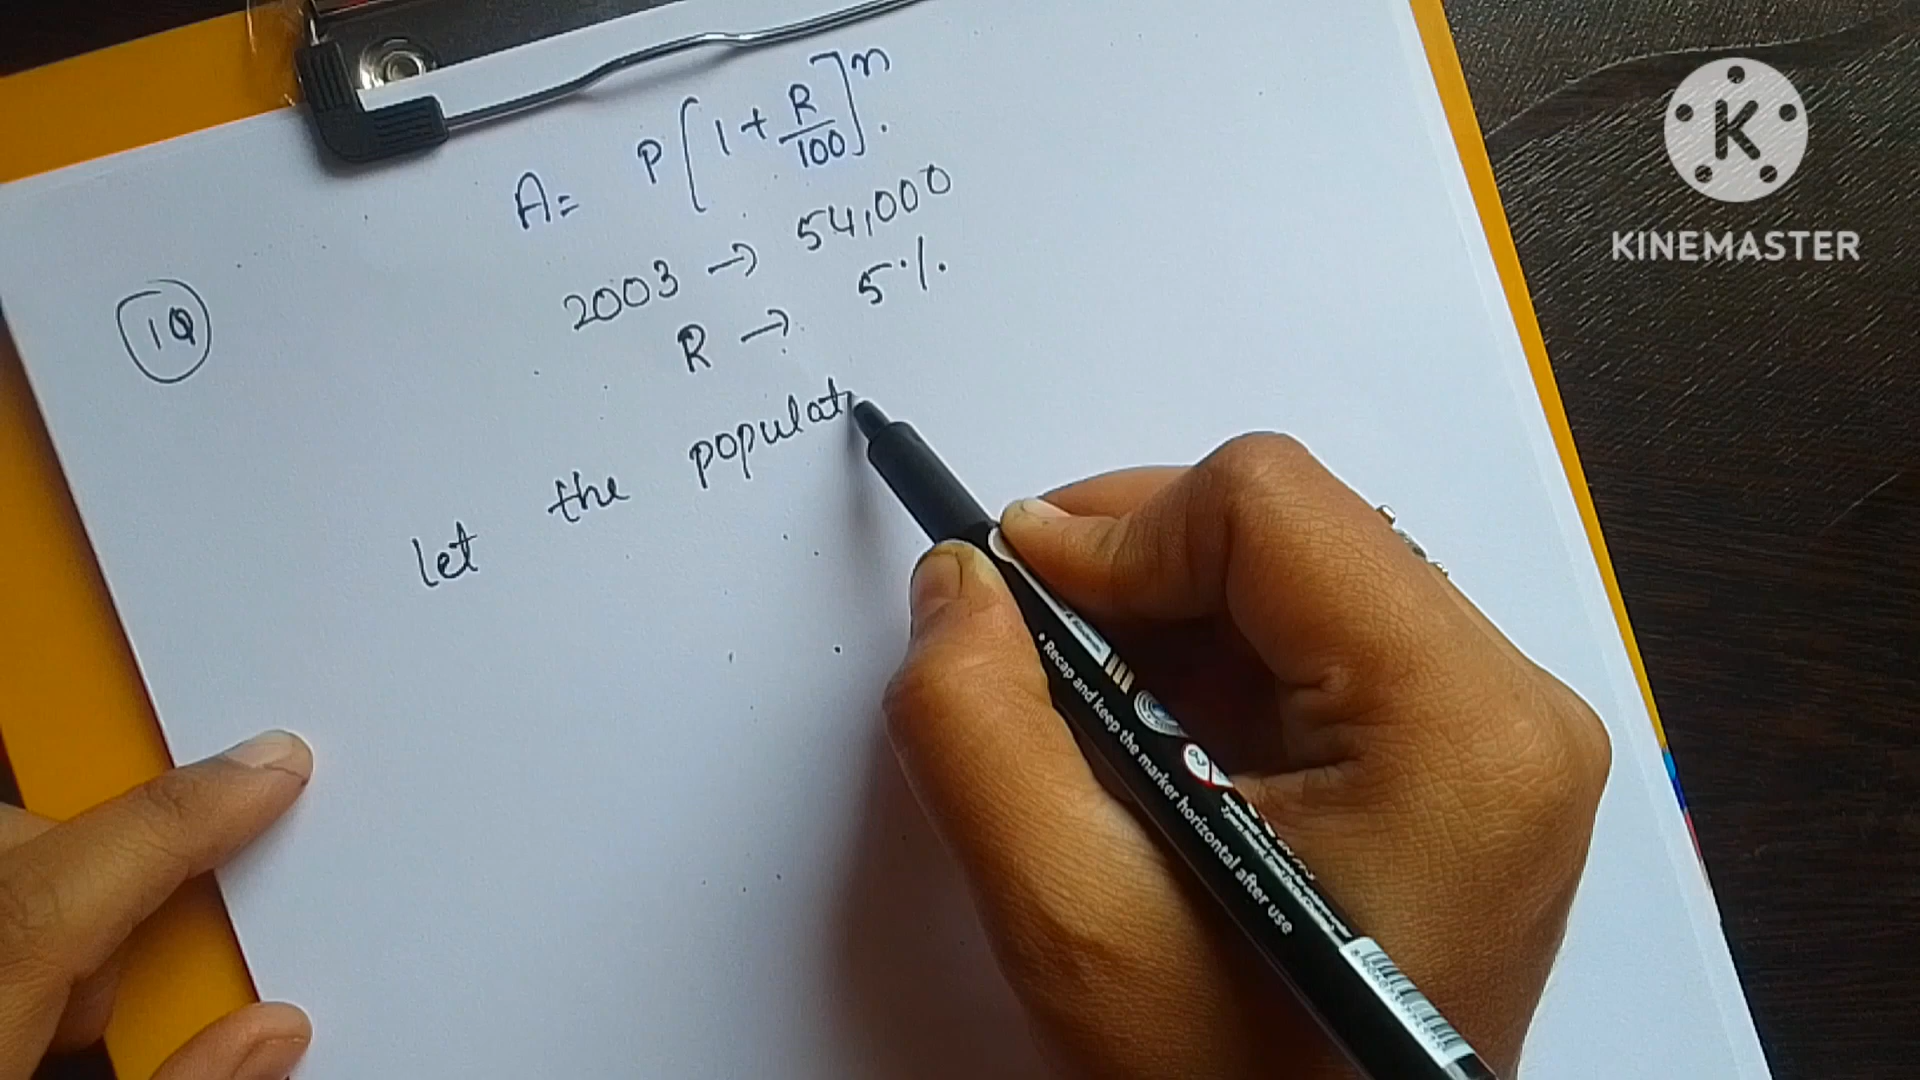 A = P[1 + R/100]^n.
2003 → 54,000
R → 5%
1Q
let the populat
K
KINEMASTER
• Recap and keep the marker horizontal after use